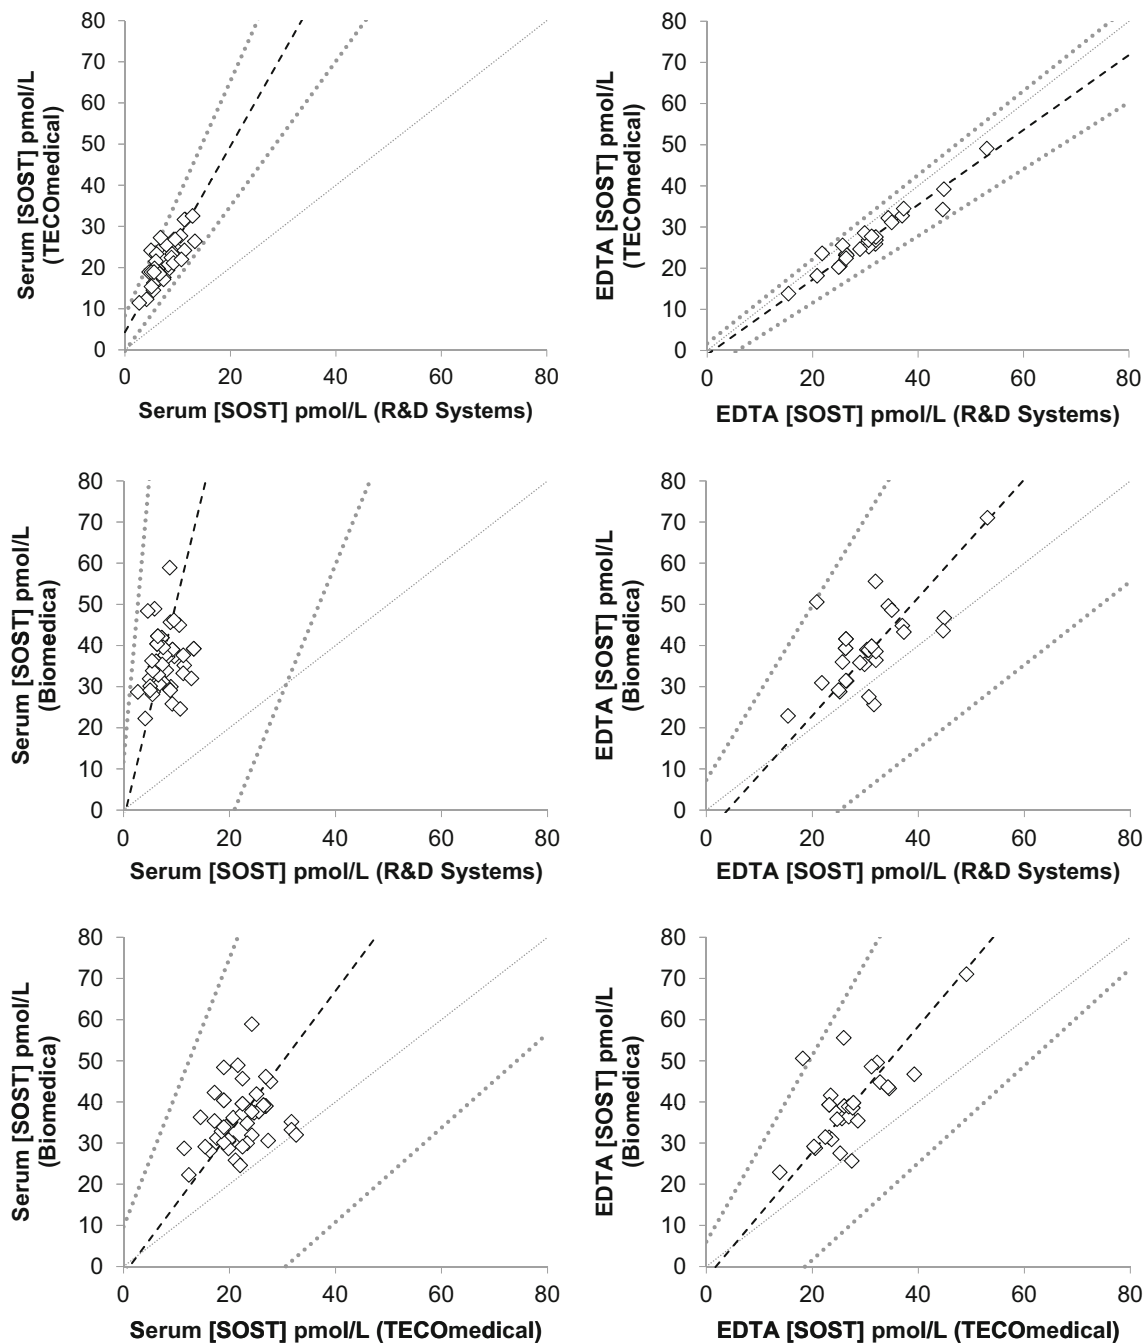 Serum [SOST] pmol/L
(TECOmedical)
80
70
60
50
40
30
20
10
0
0 20 40 60 80
Serum [SOST] pmol/L (R&D Systems)
EDTA [SOST] pmol/L
(TECOmedical)
80
70
60
50
40
30
20
10
0
0 20 40 60 80
EDTA [SOST] pmol/L (R&D Systems)
Serum [SOST] pmol/L
(Biomedica)
80
70
60
50
40
30
20
10
0
0 20 40 60 80
Serum [SOST] pmol/L (R&D Systems)
EDTA [SOST] pmol/L
(Biomedica)
80
70
60
50
40
30
20
10
0
0 20 40 60 80
EDTA [SOST] pmol/L (R&D Systems)
Serum [SOST] pmol/L
(Biomedica)
80
70
60
50
40
30
20
10
0
0 20 40 60 80
Serum [SOST] pmol/L (TECOmedical)
EDTA [SOST] pmol/L
(Biomedica)
80
70
60
50
40
30
20
10
0
0 20 40 60 80
EDTA [SOST] pmol/L (TECOmedical)